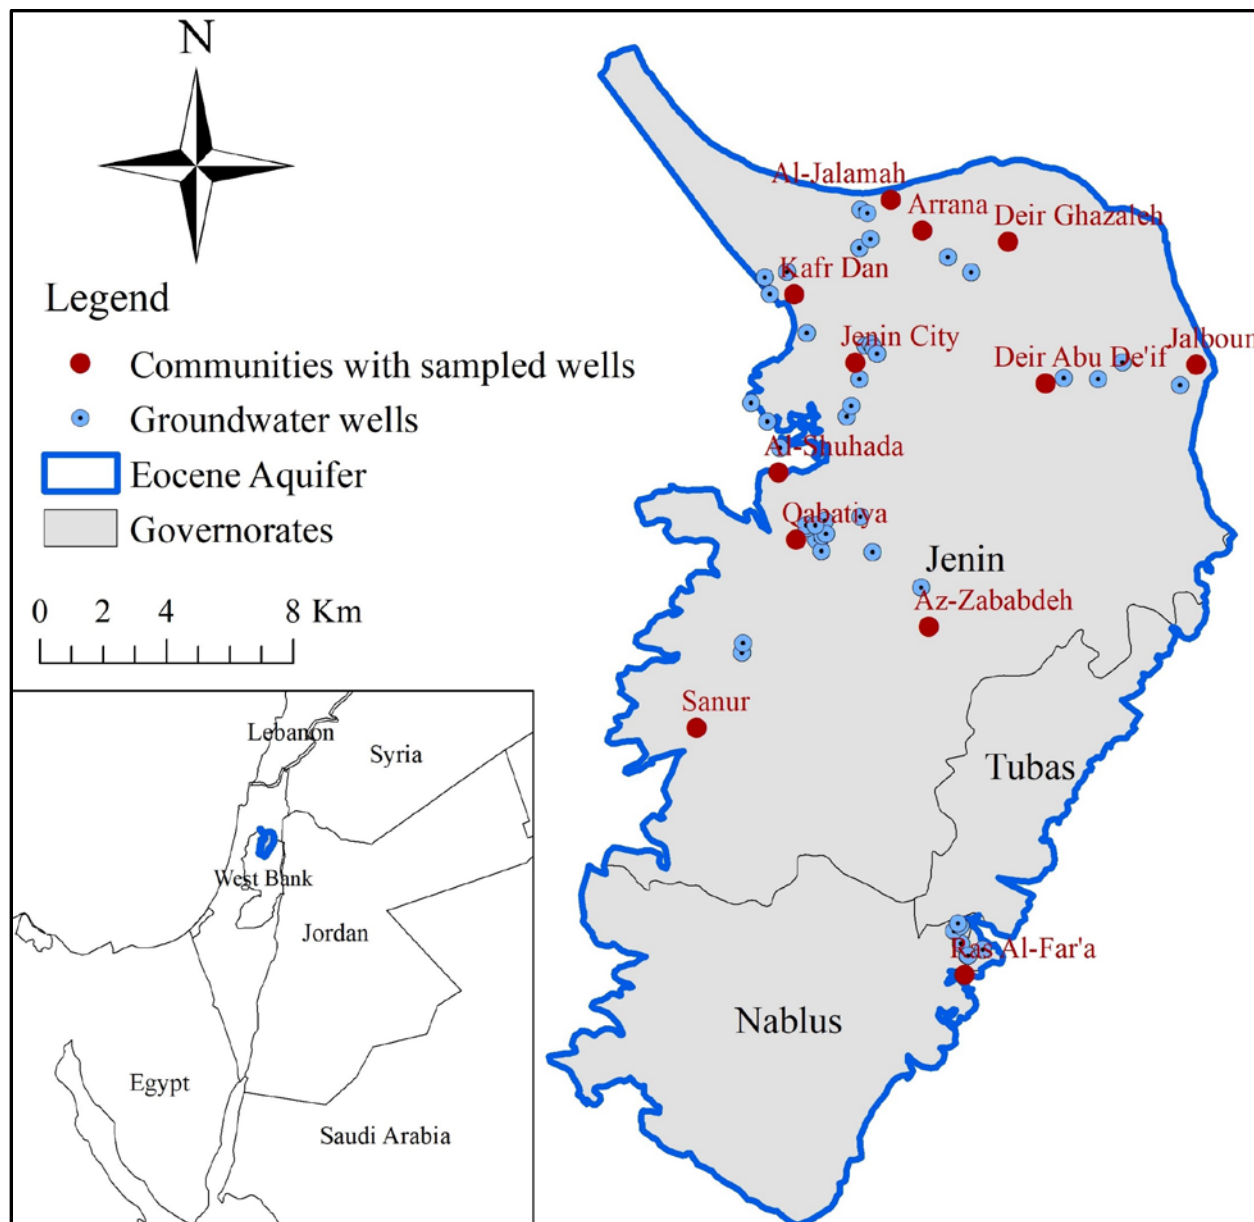 N
Legend
Communities with sampled wells
Groundwater wells
Eocene Aquifer
Governorates
0 2 4 8 Km
Lebanon
Syria
West Bank
Jordan
Egypt
Saudi Arabia
Al-Jalamah
Arrana
Deir Ghazaleh
Kafr Dan
Jenin City
Jalboun
Deir Abu De'if
Al-Shuhada
Qabatiya
Jenin
Az-Zababdeh
Sanur
Tubas
Ras Al-Far'a
Nablus